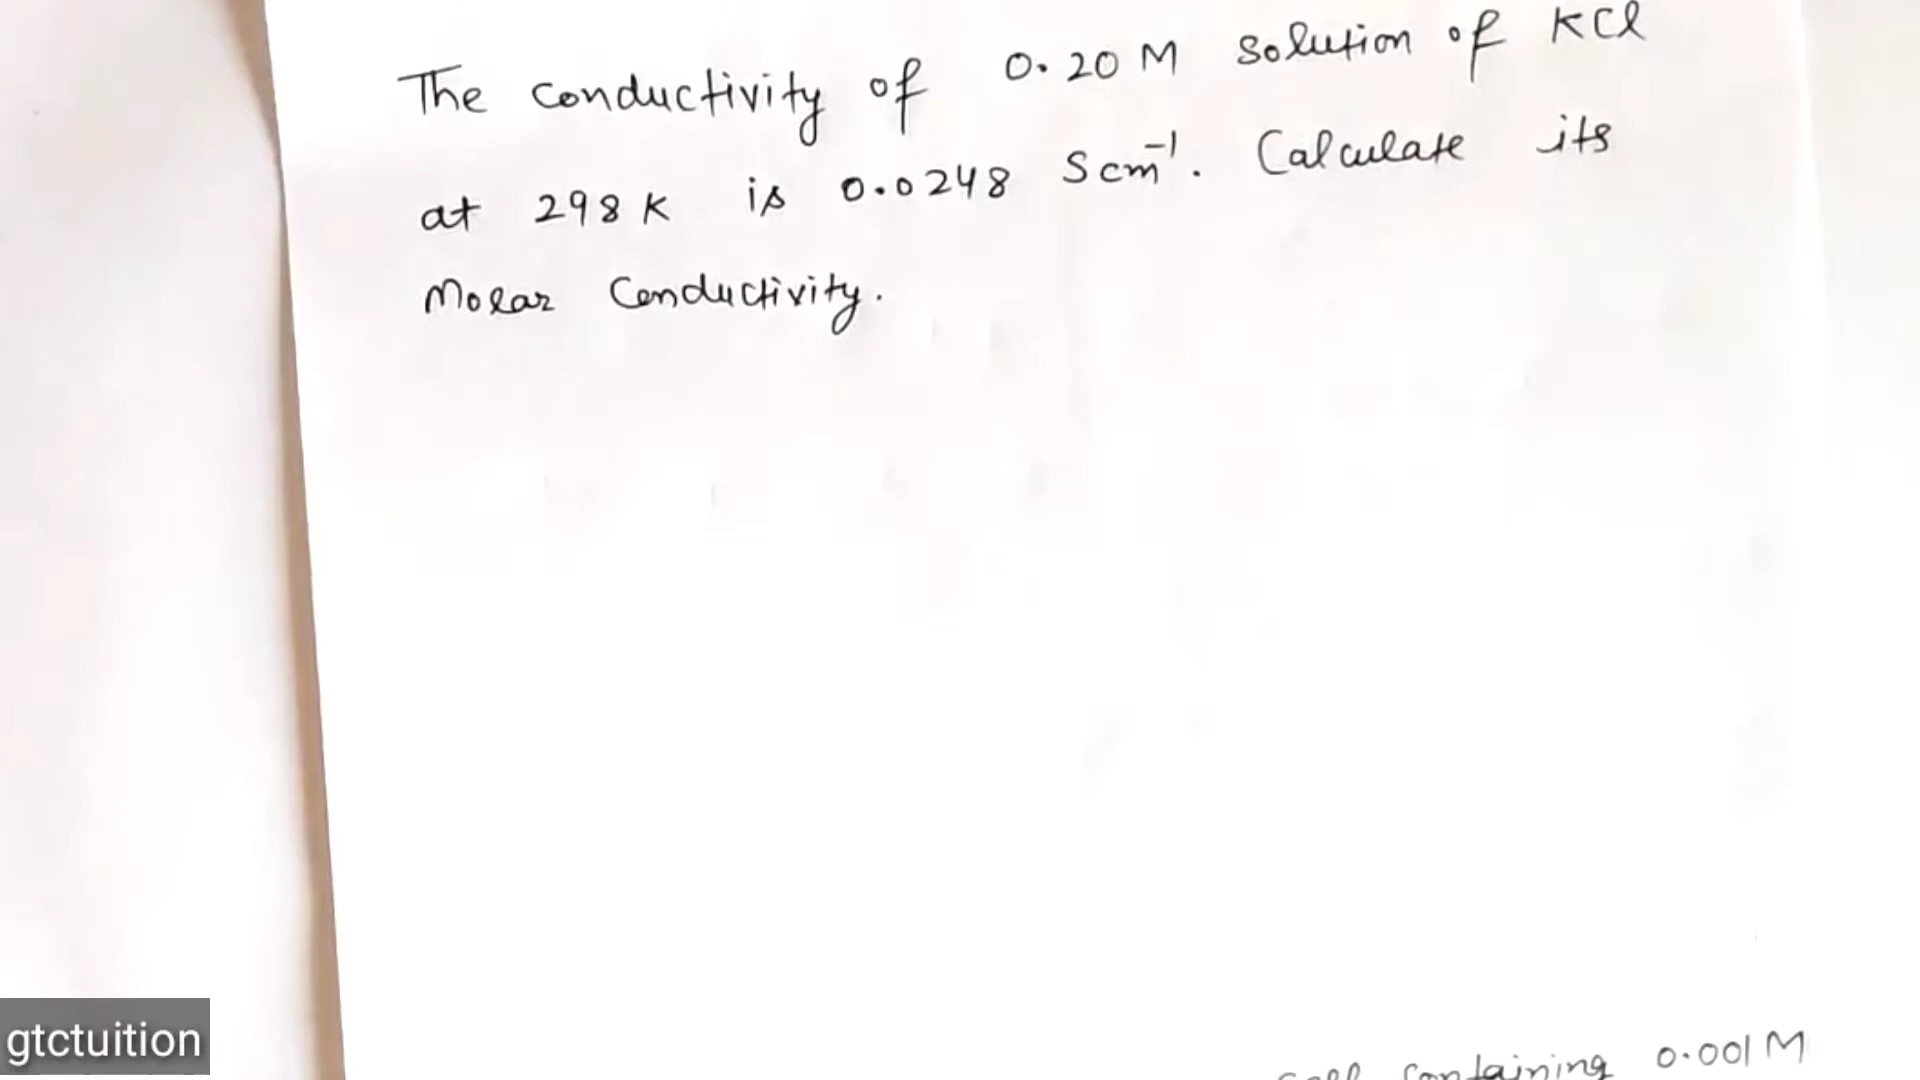 The conductivity of 0.20 M solution of KCl
at 298 K is 0.0248 S cm⁻¹. Calculate its
Molar Conductivity.
containing 0.001 M
gtctuition